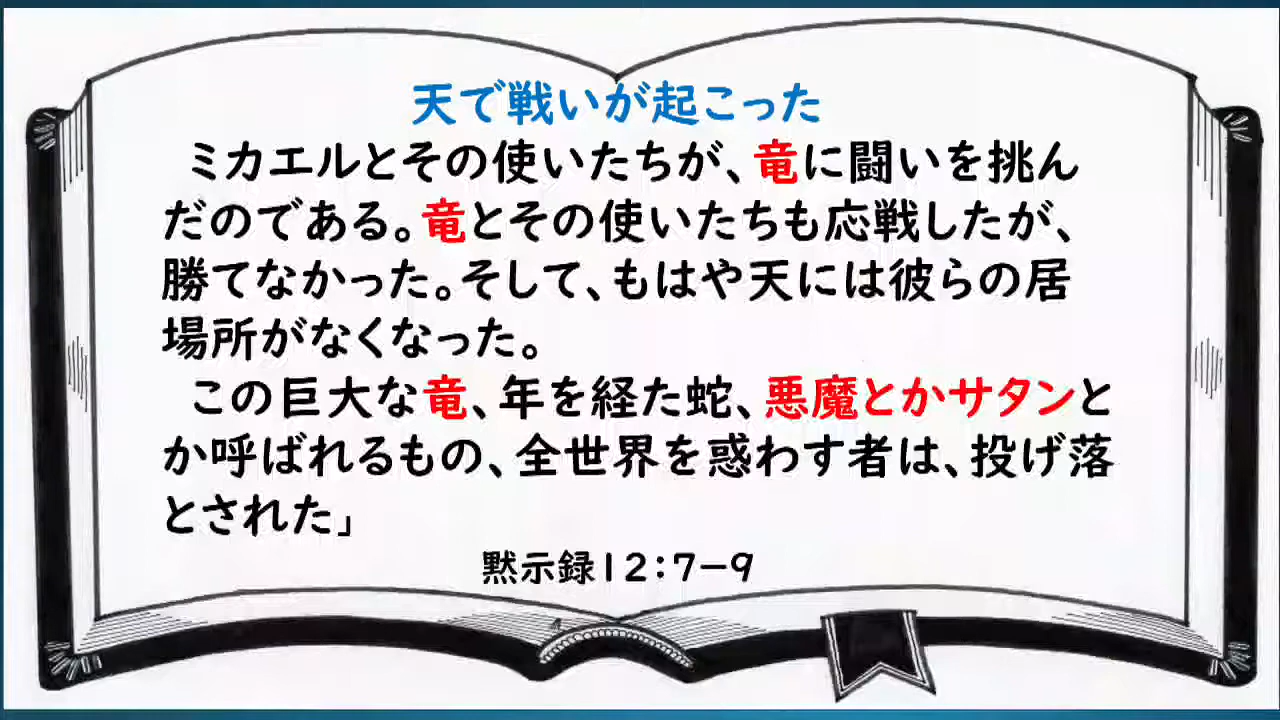 天で戦いが起こった
ミカエルとその使いたちが、竜に闘いを挑ん
だのである。竜とその使いたちも応戦したが、
勝てなかった。そして、もはや天には彼らの居
場所がなくなった。
この巨大な竜、年を経た蛇、悪魔とかサタンと
か呼ばれるもの、全世界を惑わす者は、投げ落
とされた」
黙示録12:7-9